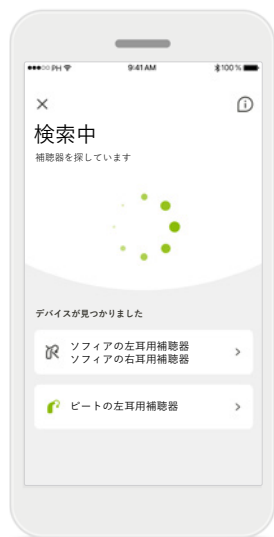 PH 9:41 AM 100 %
検索中
補聴器を探しています
デバイスが見つかりました
ソフィアの左耳用補聴器
ソフィアの右耳用補聴器
ピートの左耳用補聴器